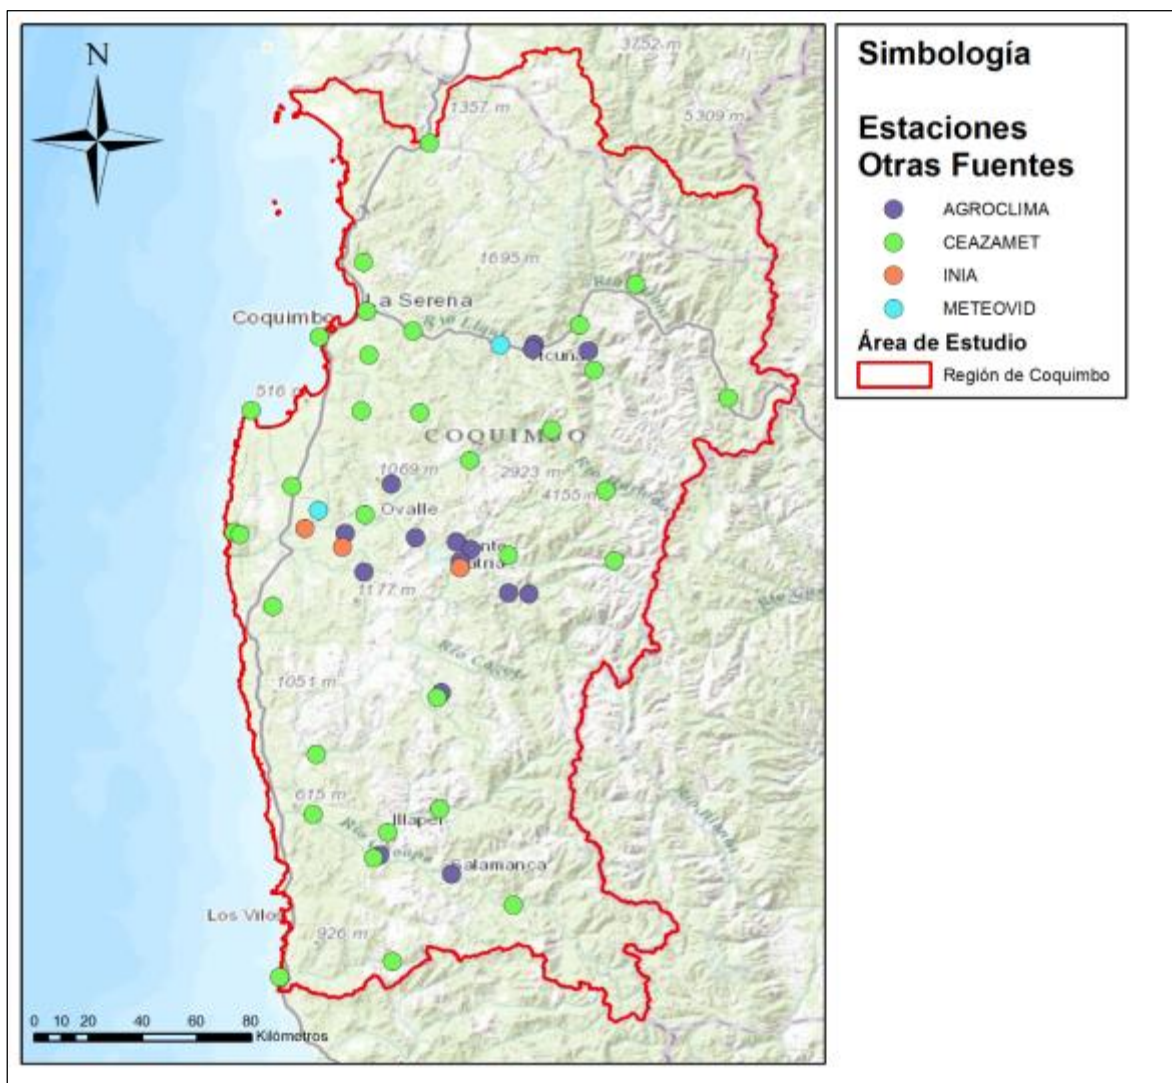 N
3752 m
1357 m
5309 m
1695 m
La Serena
Coquimbo
516 m
COQUIMBO
1069 m
2923 m
4155 m
Ovalle
1177 m
1051 m
615 m
Illapel
Salamanca
Los Vilos
926 m
0 10 20 40 60 80
Kilómetros
Simbología
Estaciones
Otras Fuentes
AGROCLIMA
CEAZAMET
INIA
METEOVID
Área de Estudio
Región de Coquimbo